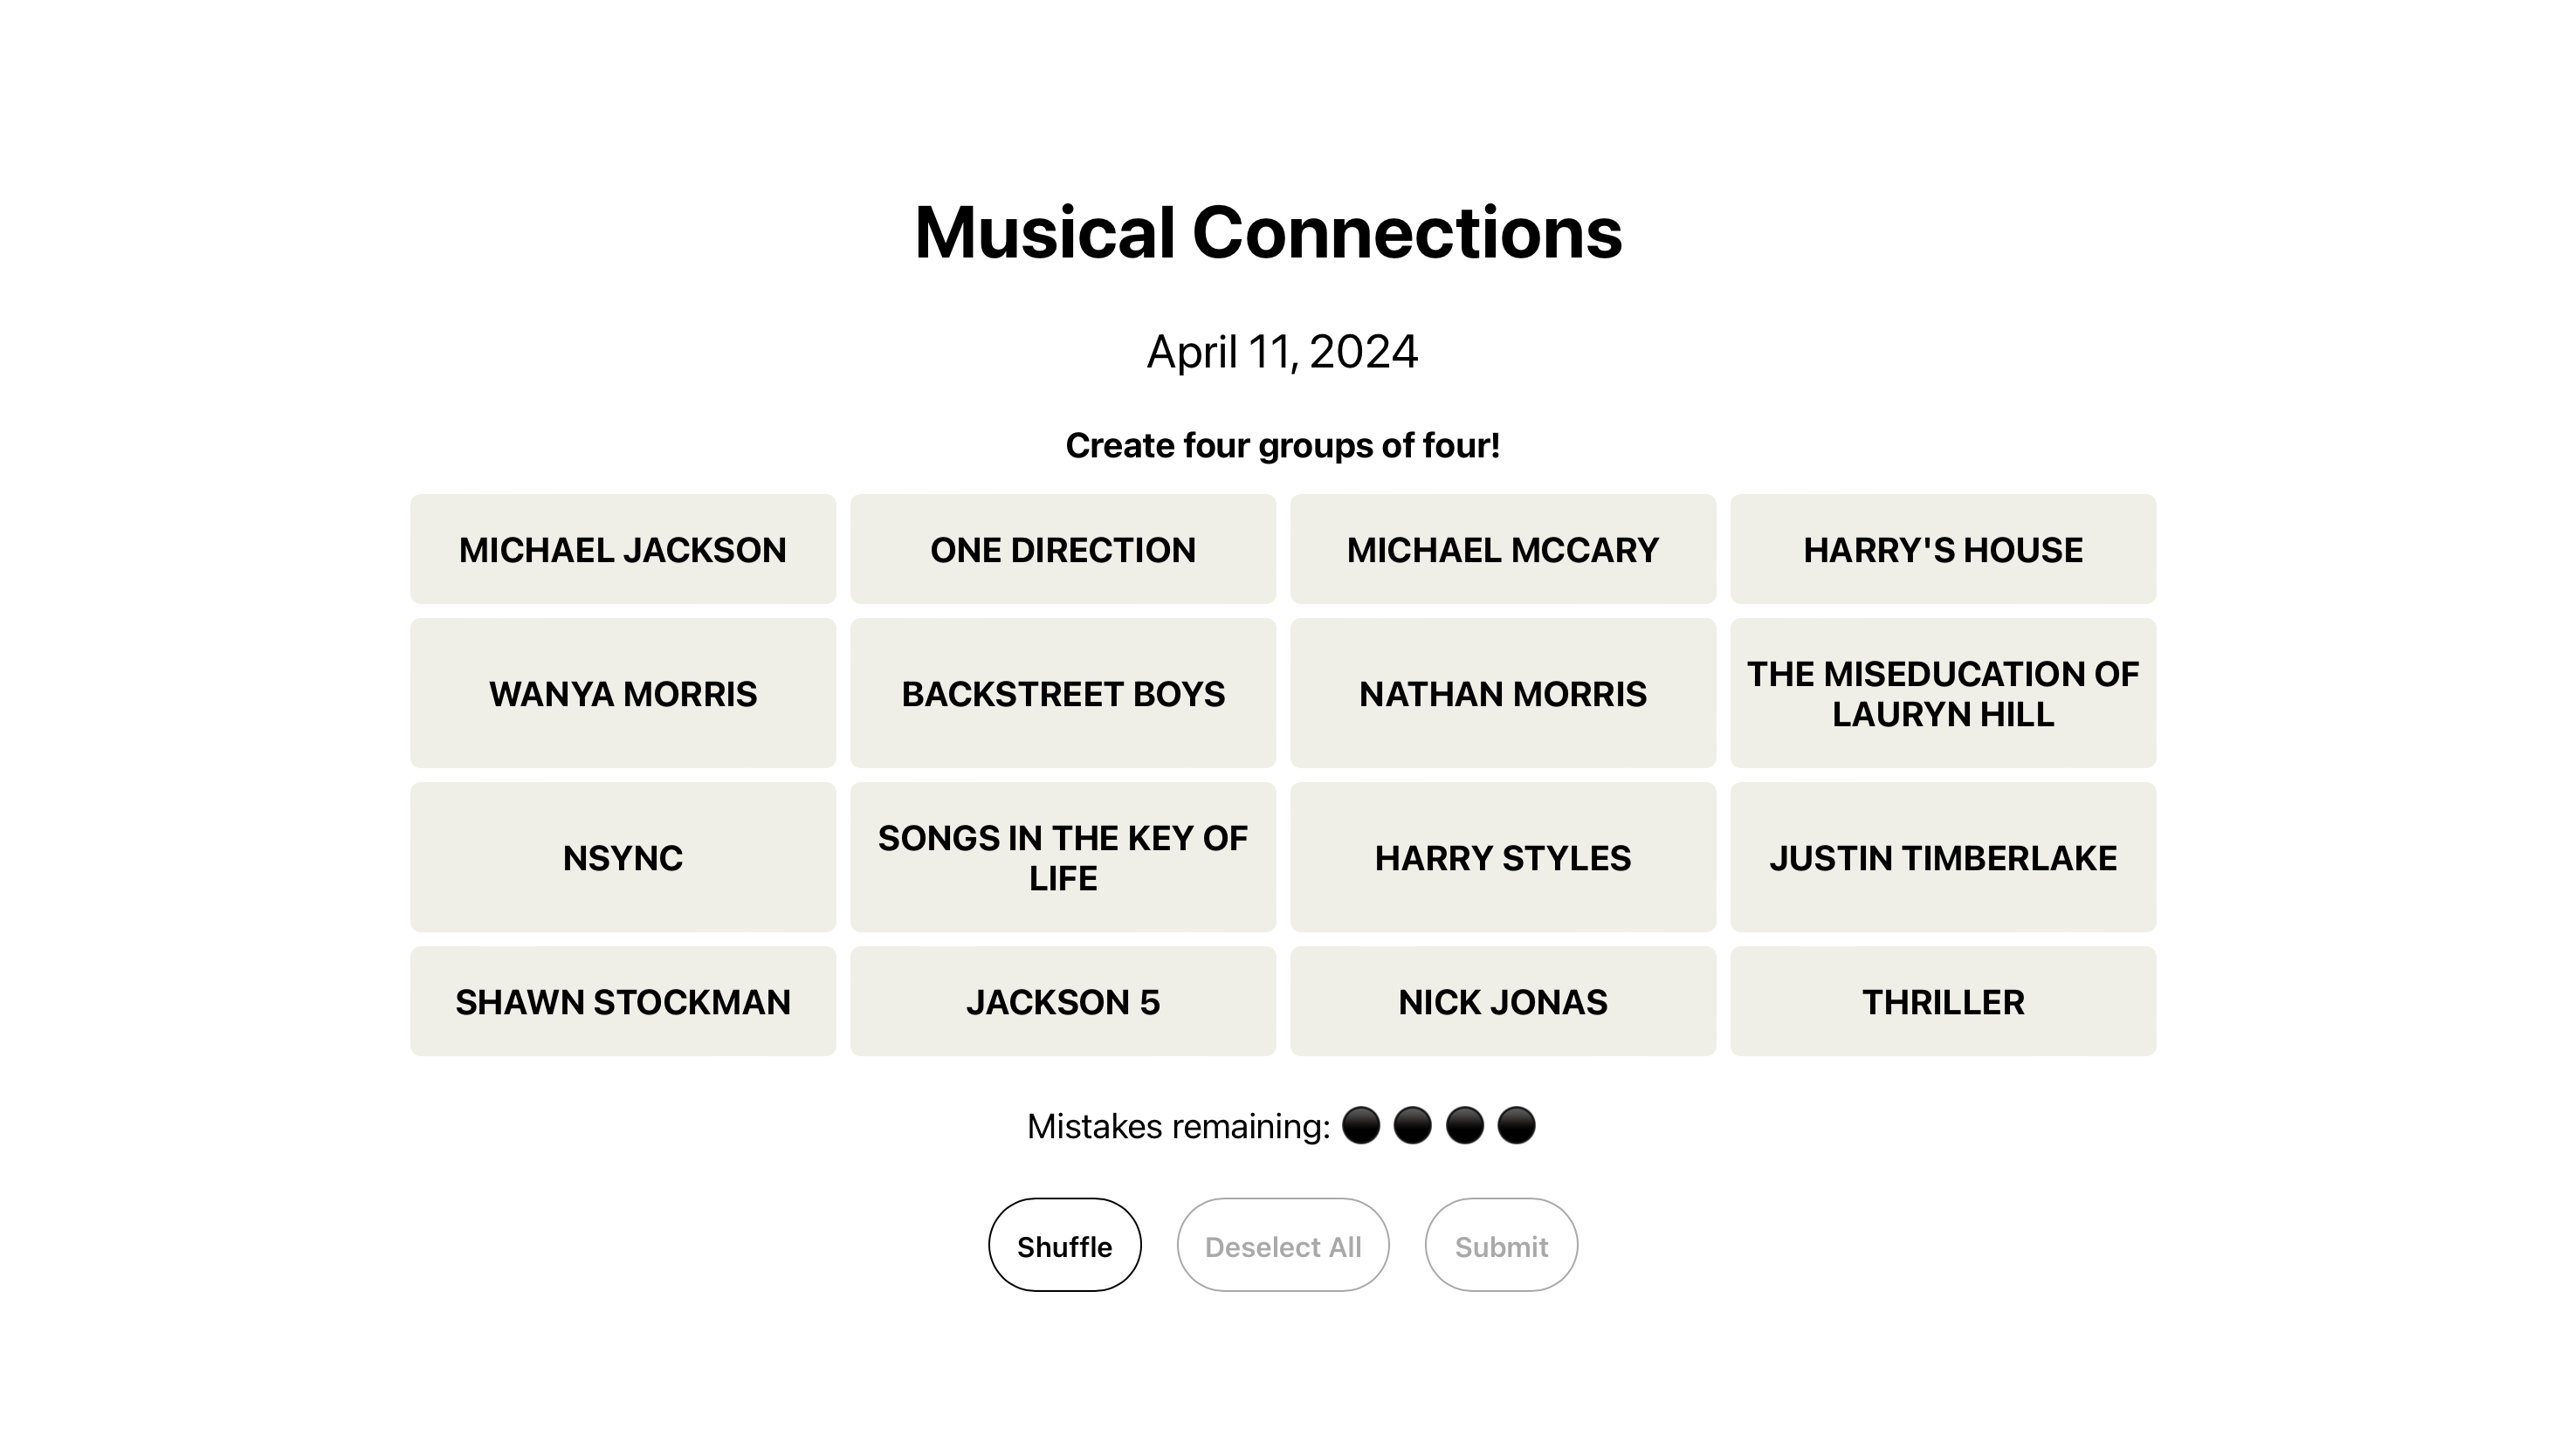 Musical Connections
April 11, 2024
Create four groups of four!
MICHAEL JACKSON
ONE DIRECTION
MICHAEL MCCARY
HARRY'S HOUSE
WANYA MORRIS
BACKSTREET BOYS
NATHAN MORRIS
THE MISEDUCATION OF
LAURYN HILL
NSYNC
SONGS IN THE KEY OF
LIFE
HARRY STYLES
JUSTIN TIMBERLAKE
SHAWN STOCKMAN
JACKSON 5
NICK JONAS
THRILLER
Mistakes remaining:
Shuffle
Deselect All
Submit